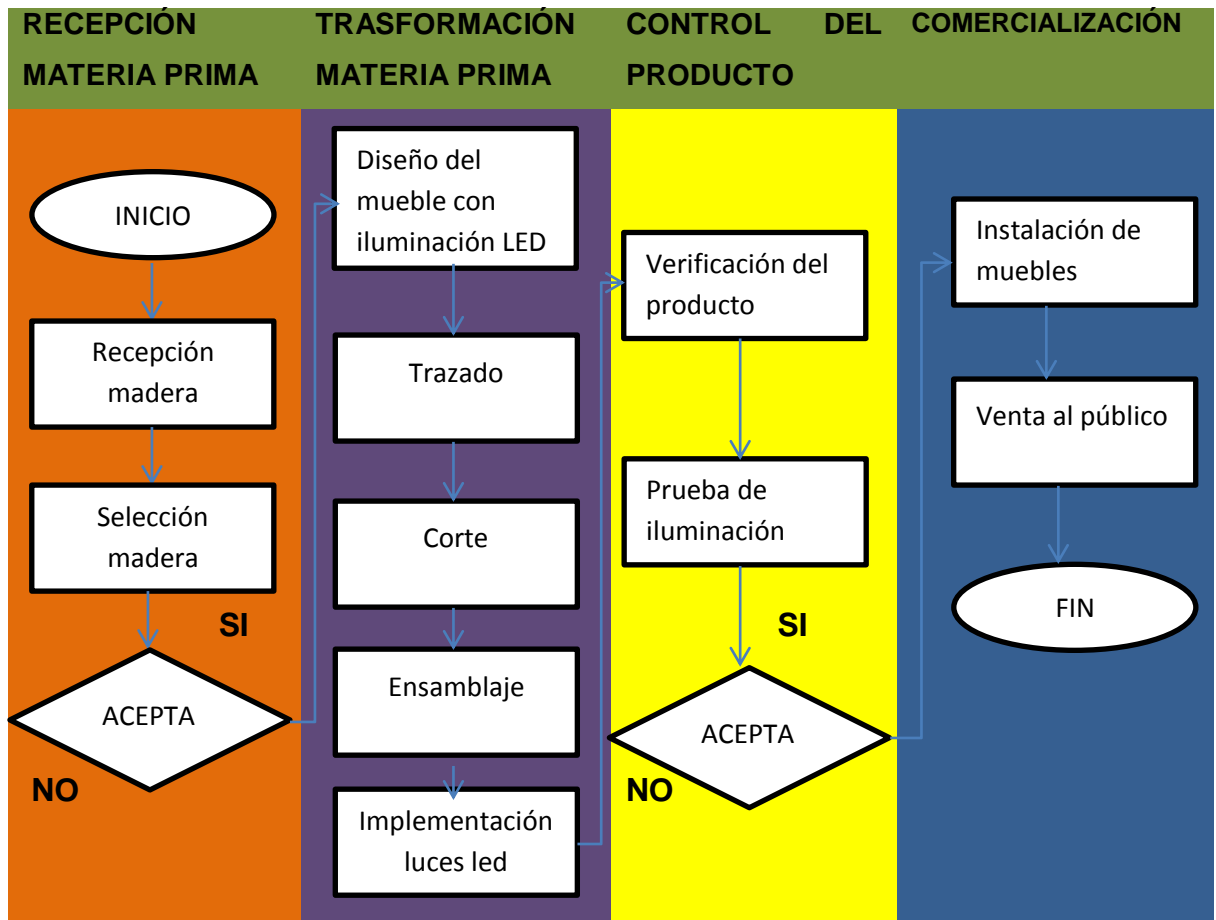 RECEPCIÓN
MATERIA PRIMA
TRASFORMACIÓN
MATERIA PRIMA
CONTROL DEL
PRODUCTO
COMERCIALIZACIÓN
INICIO
Recepción
madera
Selección
madera
SI
ACEPTA
NO
Diseño del
mueble con
iluminación LED
Trazado
Corte
Ensamblaje
Implementación
luces led
Verificación del
producto
Prueba de
iluminación
SI
ACEPTA
NO
Instalación de
muebles
Venta al público
FIN